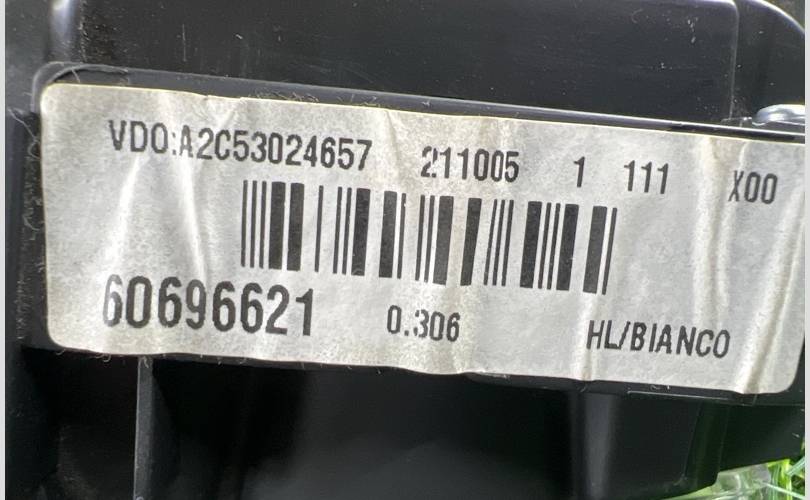 VDO:A2C53024657 211005 1 111 X00
60696621 0.306 HL/BIANCO